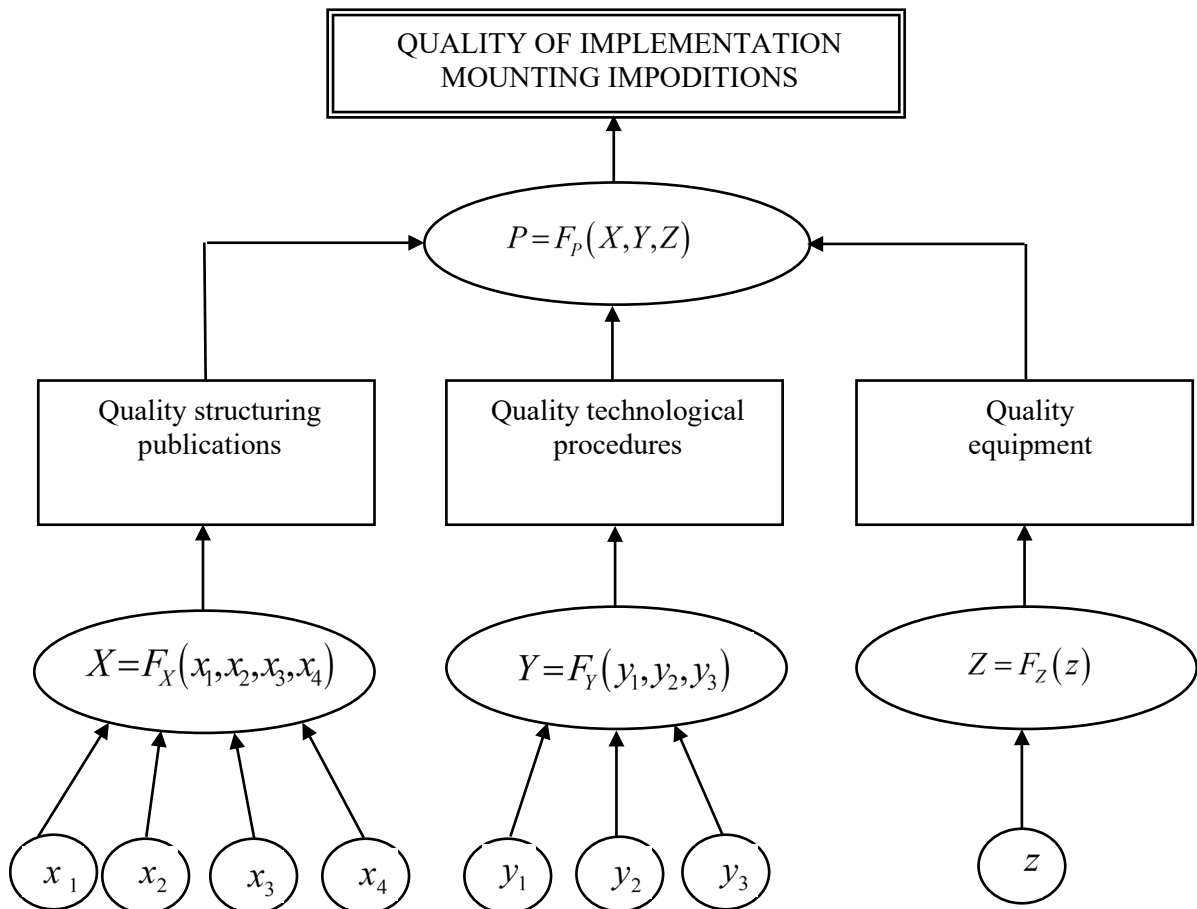 QUALITY OF IMPLEMENTATION
MOUNTING IMPODITIONS
P=F_P(X,Y,Z)
Quality structuring
publications
Quality technological
procedures
Quality
equipment
X=F_X(x_1,x_2,x_3,x_4)
Y=F_Y(y_1,y_2,y_3)
Z=F_Z(z)
x_1
x_2
x_3
x_4
y_1
y_2
y_3
z